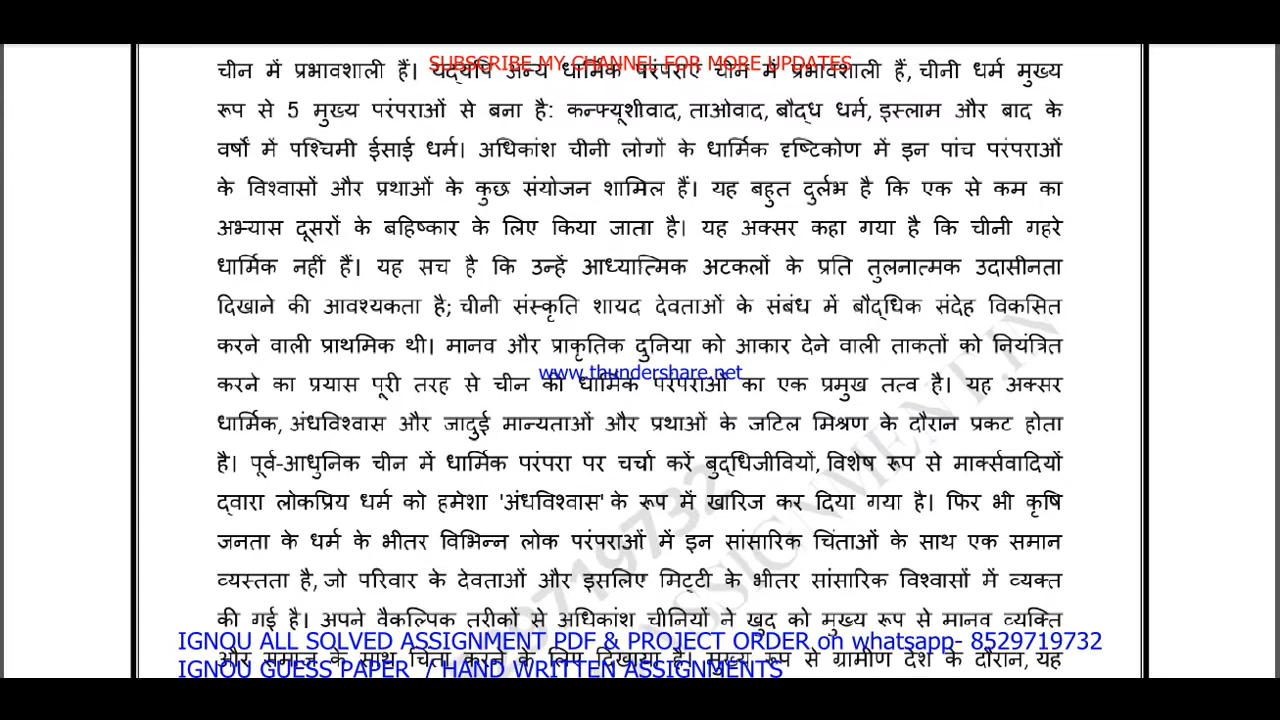 SUBSCRIBE MY CHANNEL FOR MORE UPDATES
चीन में प्रभावशाली हैं। यद्यपि अन्य धार्मिक परंपराएं चीन में प्रभावशाली हैं, चीनी धर्म मुख्य
रूप से 5 मुख्य परंपराओं से बना है: कन्फ्यूशीवाद, ताओवाद, बौद्ध धर्म, इस्लाम और बाद के
वर्षों में पश्चिमी ईसाई धर्म। अधिकांश चीनी लोगों के धार्मिक दृष्टिकोण में इन पांच परंपराओं
के विश्वासों और प्रथाओं के कुछ संयोजन शामिल हैं। यह बहुत दुर्लभ है कि एक से कम का
अभ्यास दूसरों के बहिष्कार के लिए किया जाता है। यह अक्सर कहा गया है कि चीनी गहरे
धार्मिक नहीं हैं। यह सच है कि उन्हें आध्यात्मिक अटकलों के प्रति तुलनात्मक उदासीनता
दिखाने की आवश्यकता है; चीनी संस्कृति शायद देवताओं के संबंध में बौद्धिक संदेह विकसित
करने वाली प्राथमिक थी। मानव और प्राकृतिक दुनिया को आकार देने वाली ताकतों को नियंत्रित
www.thundershare.net
करने का प्रयास पूरी तरह से चीन की धार्मिक परंपराओं का एक प्रमुख तत्व है। यह अक्सर
धार्मिक, अंधविश्वास और जादुई मान्यताओं और प्रथाओं के जटिल मिश्रण के दौरान प्रकट होता
है। पूर्व-आधुनिक चीन में धार्मिक परंपरा पर चर्चा करें बुद्धिजीवियों, विशेष रूप से मार्क्सवादियों
द्वारा लोकप्रिय धर्म को हमेशा 'अंधविश्वास' के रूप में खारिज कर दिया गया है। फिर भी कृषि
जनता के धर्म के भीतर विभिन्न लोक परंपराओं में इन सांसारिक चिंताओं के साथ एक समान
व्यस्तता है, जो परिवार के देवताओं और इसलिए मिट्टी के भीतर सांसारिक विश्वासों में व्यक्त
की गई है। अपने वैकल्पिक तरीकों से अधिकांश चीनियों ने खुद को मुख्य रूप से मानव व्यक्ति
IGNOU ALL SOLVED ASSIGNMENT PDF & PROJECT ORDER on whatsapp- 8529719732
और समाज के साथ चिंता करने के लिए दिखाया है। मुख्य रूप से ग्रामीण देश के दौरान, यह
IGNOU GUESS PAPER / HAND WRITTEN ASSIGNMENTS